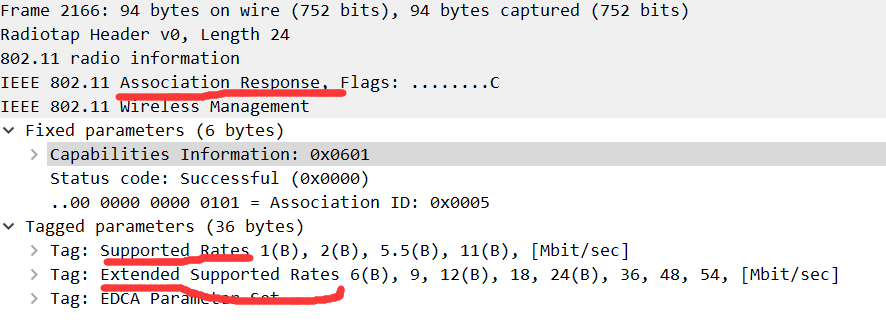 Frame 2166: 94 bytes on wire (752 bits), 94 bytes captured (752 bits)
Radiotap Header v0, Length 24
802.11 radio information
IEEE 802.11 Association Response, Flags: ........C
IEEE 802.11 Wireless Management
Fixed parameters (6 bytes)
Capabilities Information: 0x0601
Status code: Successful (0x0000)
..00 0000 0000 0101 = Association ID: 0x0005
Tagged parameters (36 bytes)
Tag: Supported Rates 1(B), 2(B), 5.5(B), 11(B), [Mbit/sec]
Tag: Extended Supported Rates 6(B), 9, 12(B), 18, 24(B), 36, 48, 54, [Mbit/sec]
Tag: EDCA Parameter Set